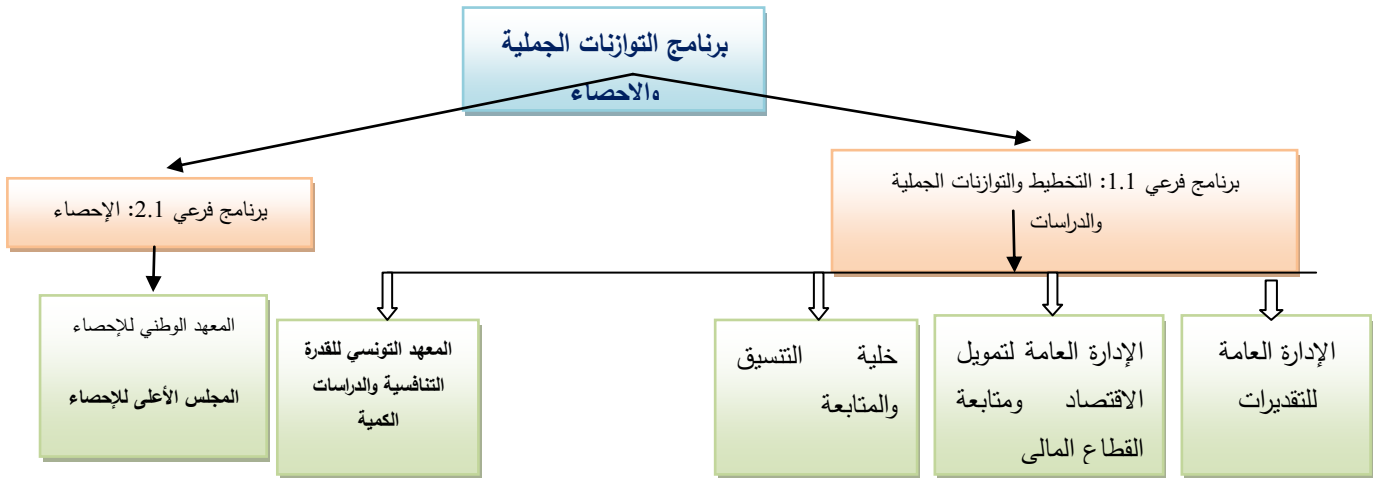 برنامج التوازنات الجملية
والاحصاء
برنامج فرعي 1.1: التخطيط والتوازنات الجملية
والدراسات
يرنامج فرعي 2.1: الإحصاء
الإدارة العامة
للتقديرات
الإدارة العامة لتمويل
الاقتصاد ومتابعة
القطاع المالي
خلية التنسيق
والمتابعة
المعهد التونسي للقدرة
التنافسية والدراسات
الكمية
المعهد الوطني للإحصاء
المجلس الأعلى للإحصاء